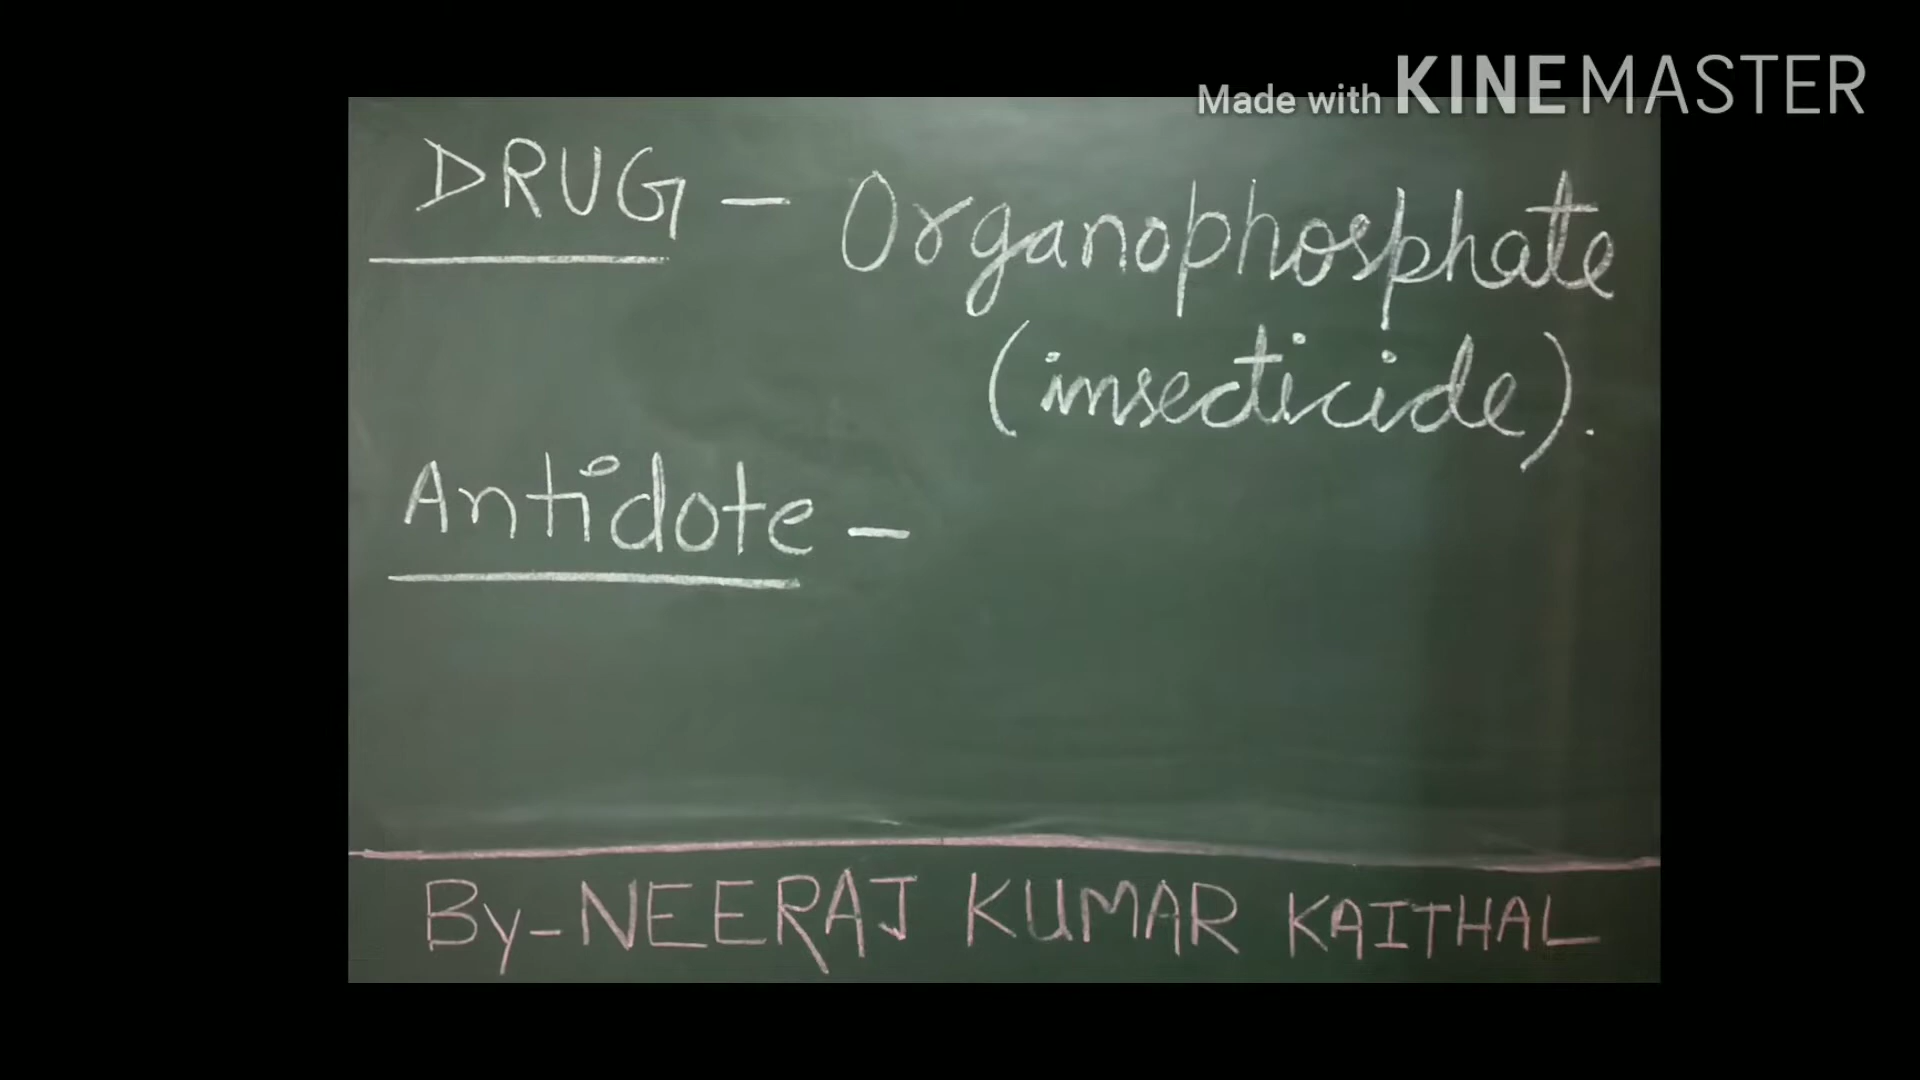 Made with KINEMASTER
DRUG - Organophosphate
(insecticide).
Antidote -
By-NEERAJ KUMAR KAITHAL